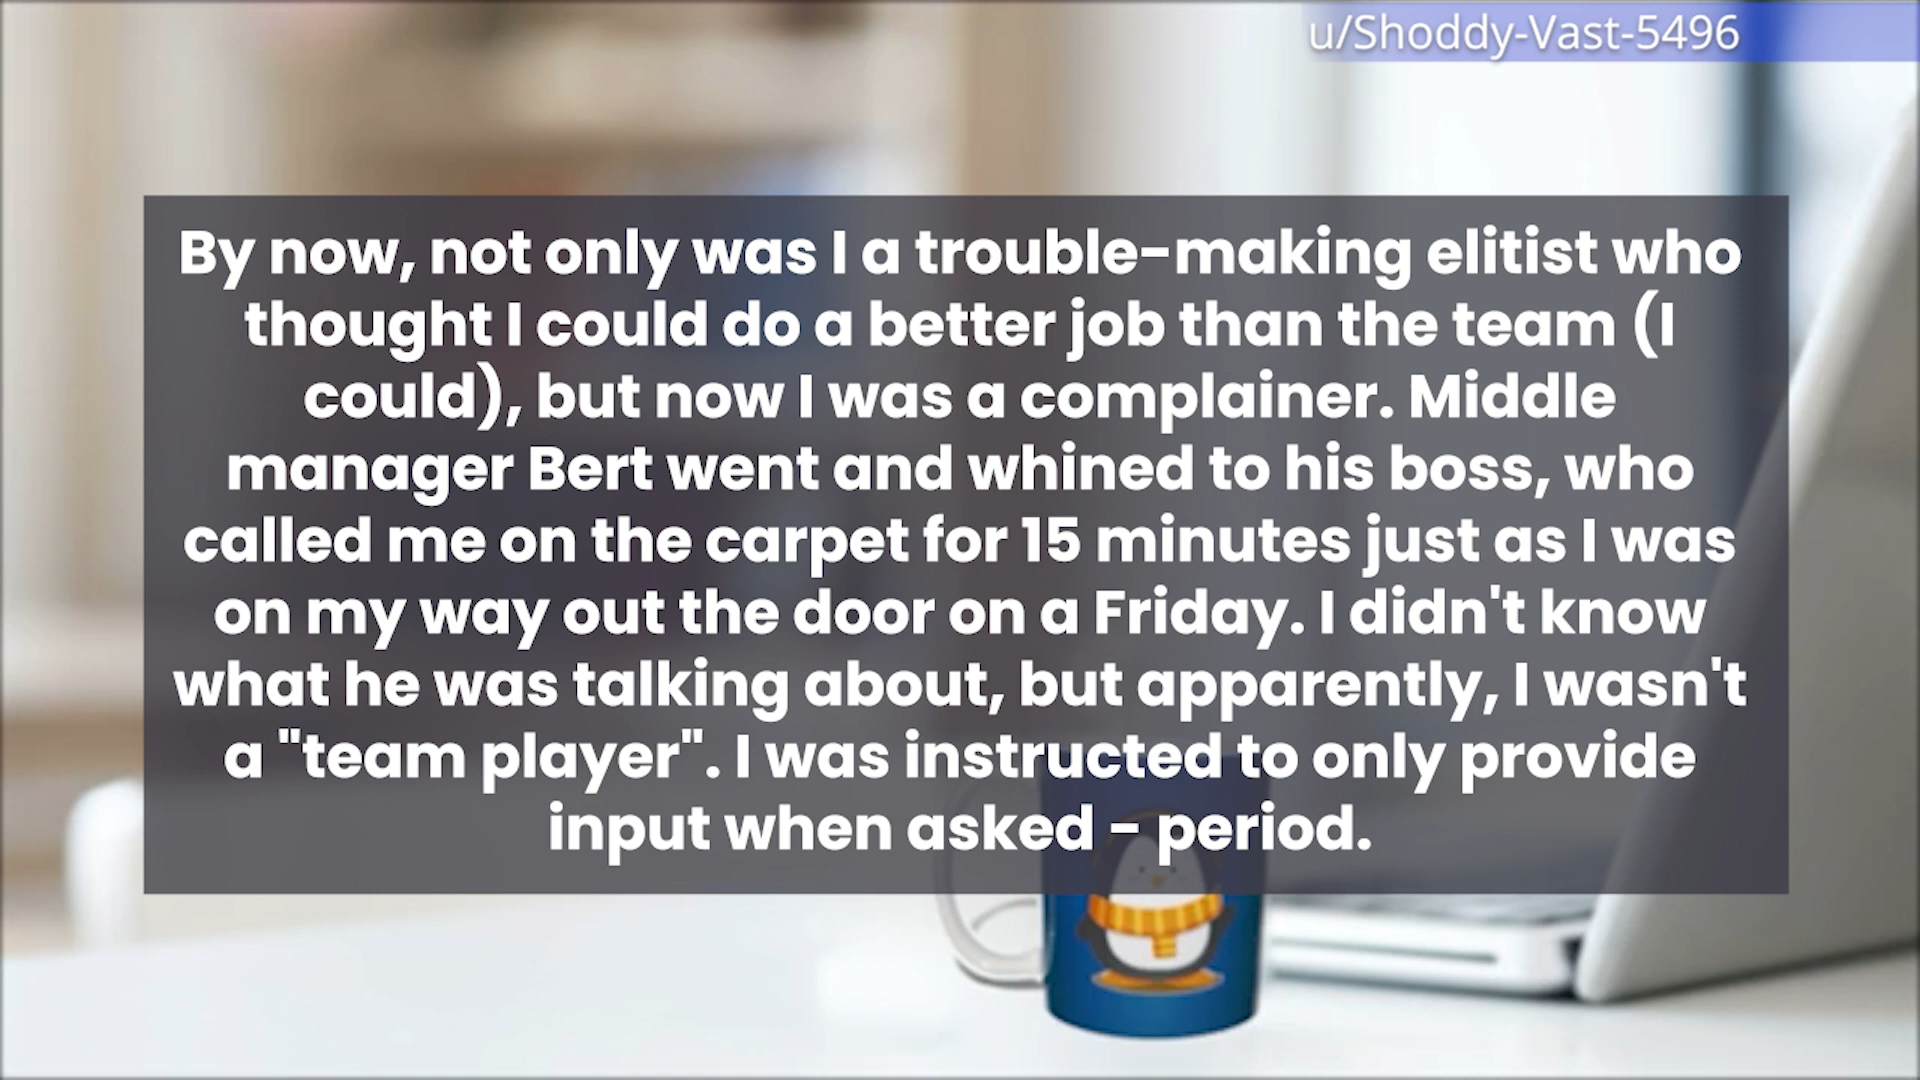 u/Shoddy-Vast-5496
By now, not only was I a trouble-making elitist who
thought I could do a better job than the team (I
could), but now I was a complainer. Middle
manager Bert went and whined to his boss, who
called me on the carpet for 15 minutes just as I was
on my way out the door on a Friday. I didn't know
what he was talking about, but apparently, I wasn't
a "team player". I was instructed to only provide
input when asked - period.